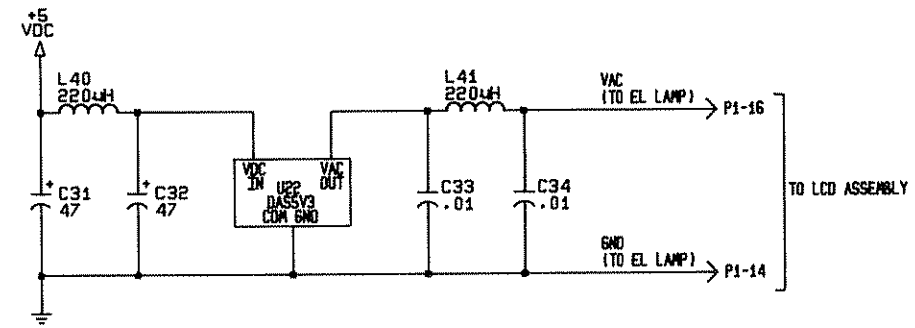 +5
VDC
L40
220uH
L41
220uH
VAC
(TO EL LAMP)
P1-16
VDC
IN
VAC
OUT
U22
DASSV3
COM GND
+
C31
47
+
C32
47
C33
.01
C34
.01
TO LCD ASSEMBLY
GND
(TO EL LAMP)
P1-14